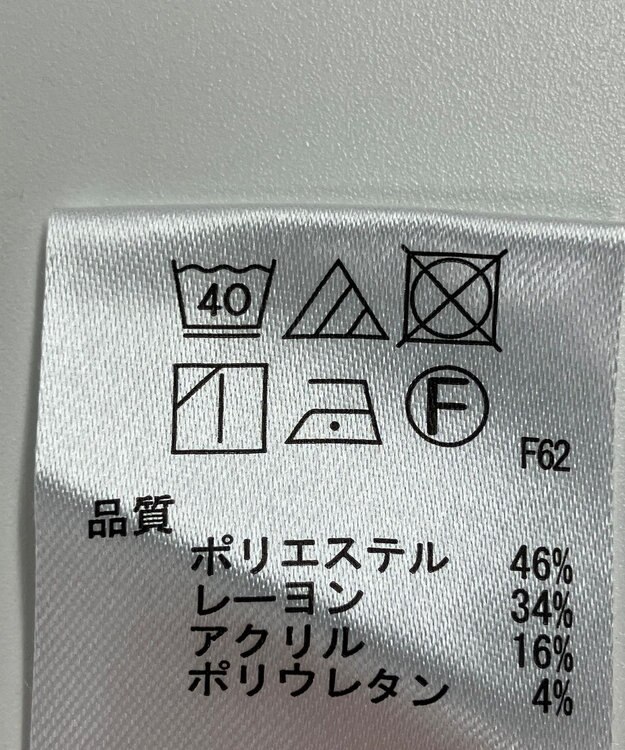 40
F
F62
品質
ポリエステル 46%
レーヨン 34%
アクリル 16%
ポリウレタン 4%